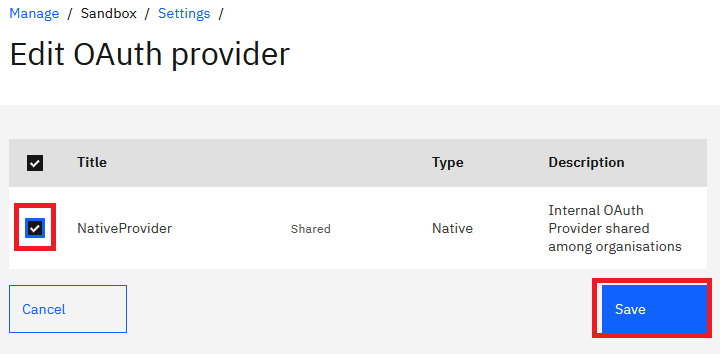 Manage / Sandbox / Settings /
Edit OAuth provider
Title Type Description
NativeProvider Shared Native Internal OAuth
Provider shared
among organisations
Cancel Save